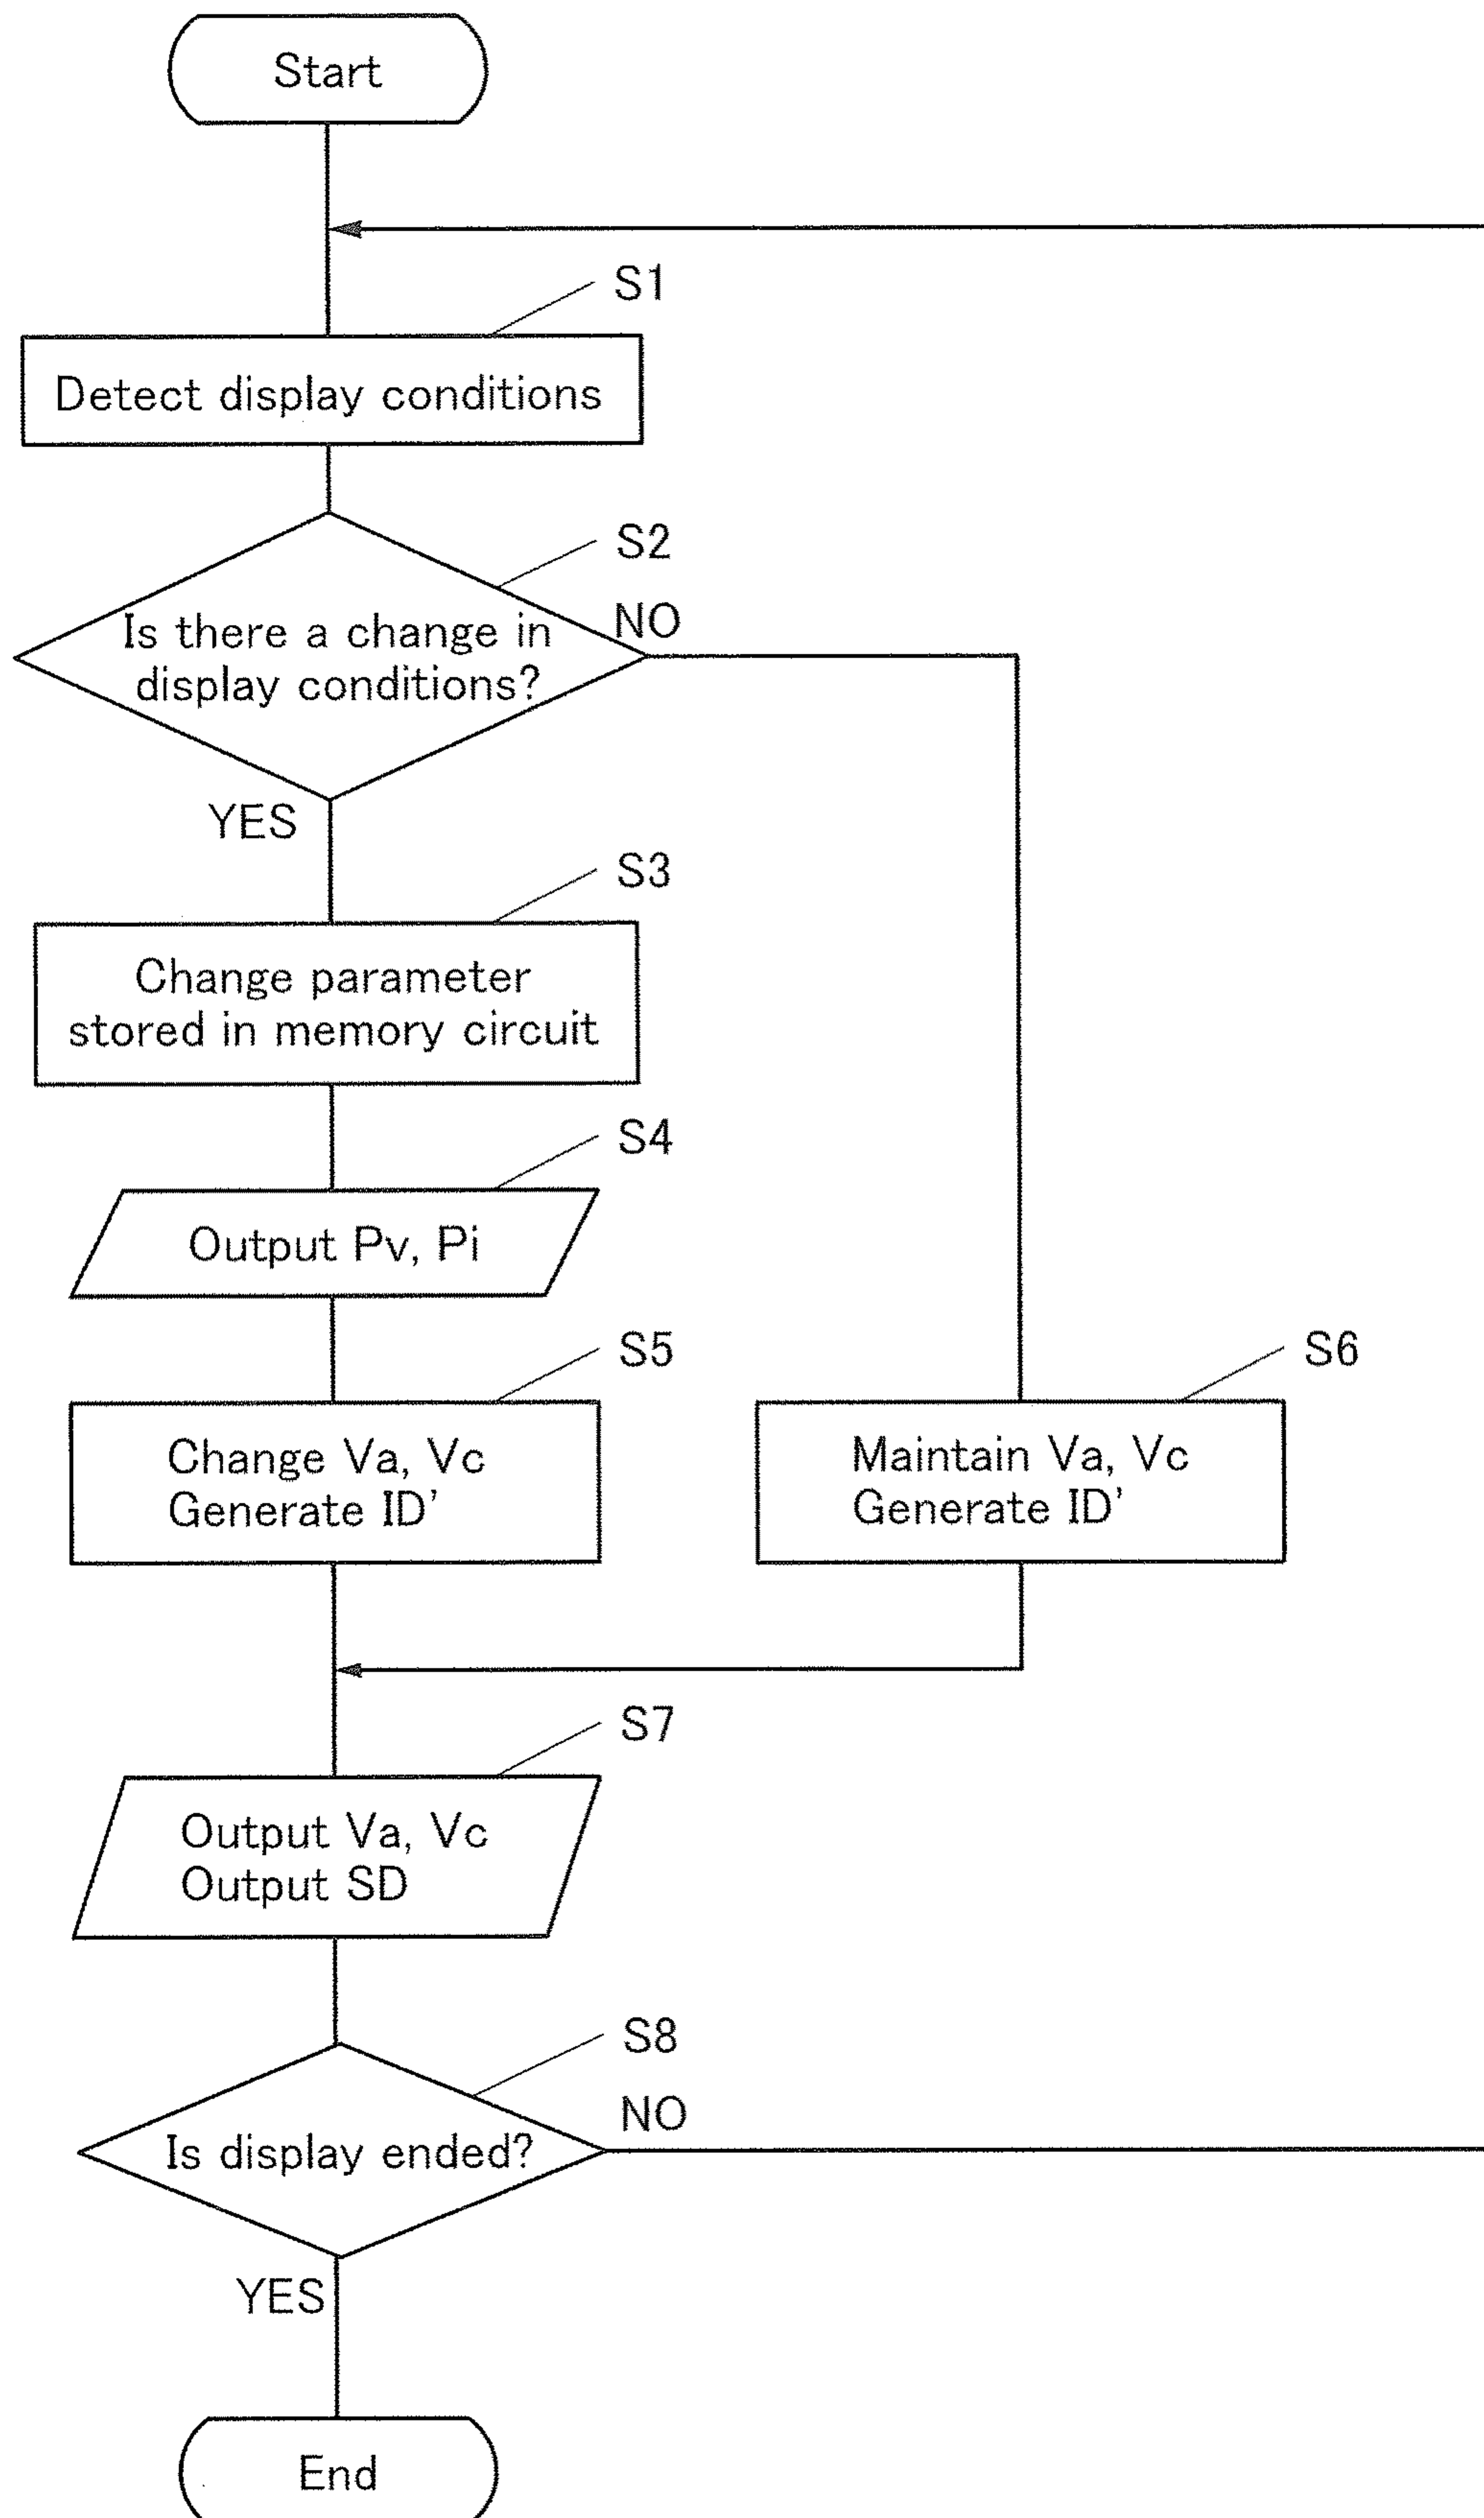 Start
S1
Detect display conditions
S2
NO
Is there a change in
display conditions?
YES
S3
Change parameter
stored in memory circuit
S4
Output Pv, Pi
S5
Change Va, Vc
Generate ID'
S6
Maintain Va, Vc
Generate ID'
S7
Output Va, Vc
Output SD
S8
NO
Is display ended?
YES
End